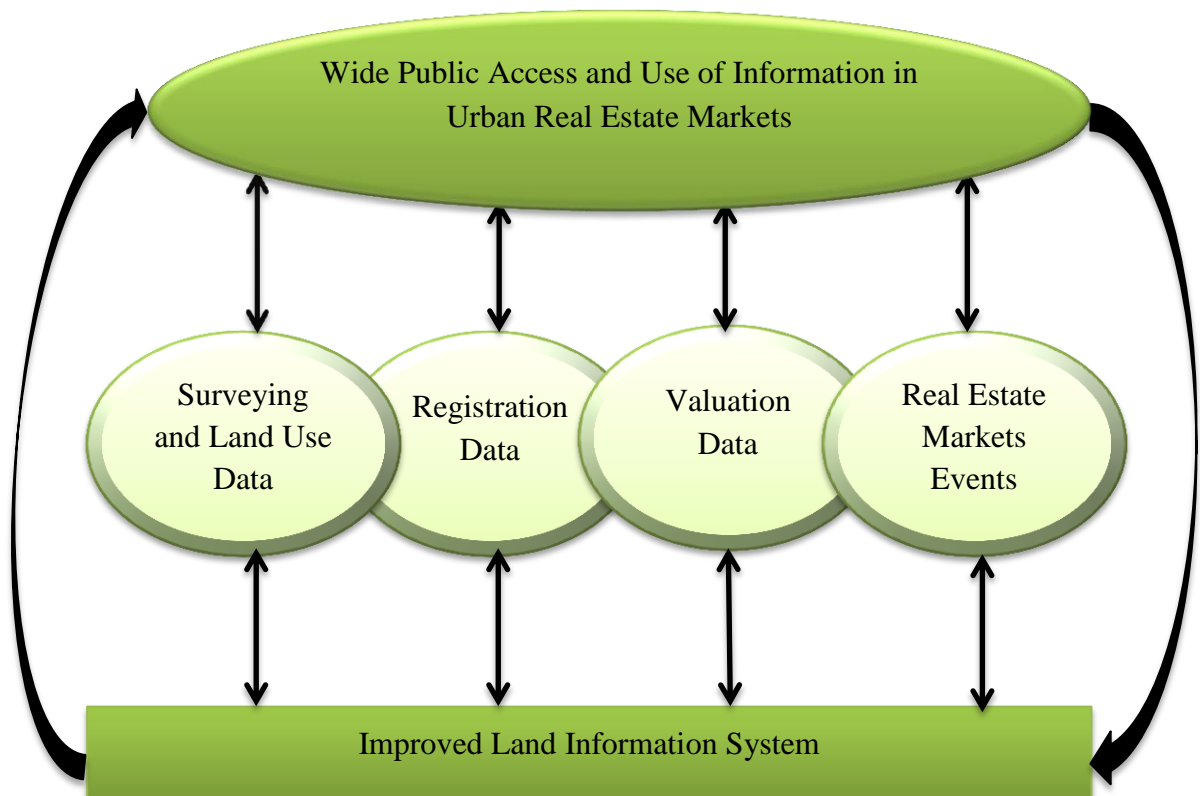 Wide Public Access and Use of Information in
Urban Real Estate Markets
Surveying
and Land Use
Data
Registration
Data
Valuation
Data
Real Estate
Markets
Events
Improved Land Information System